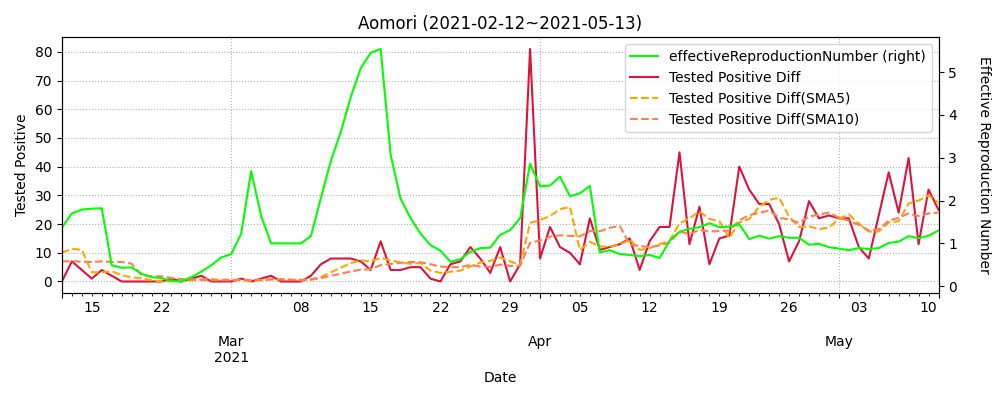 Aomori (2021-02-12~2021-05-13)
effectiveReproductionNumber (right)
Tested Positive Diff
Tested Positive Diff(SMA5)
Tested Positive Diff(SMA10)
Tested Positive
80
70
60
50
40
30
20
10
0
Effective Reproduction Number
5
4
3
2
1
0
15 22 08 15 22 29 05 12 19 26 03 10
Mar Apr May
2021
Date